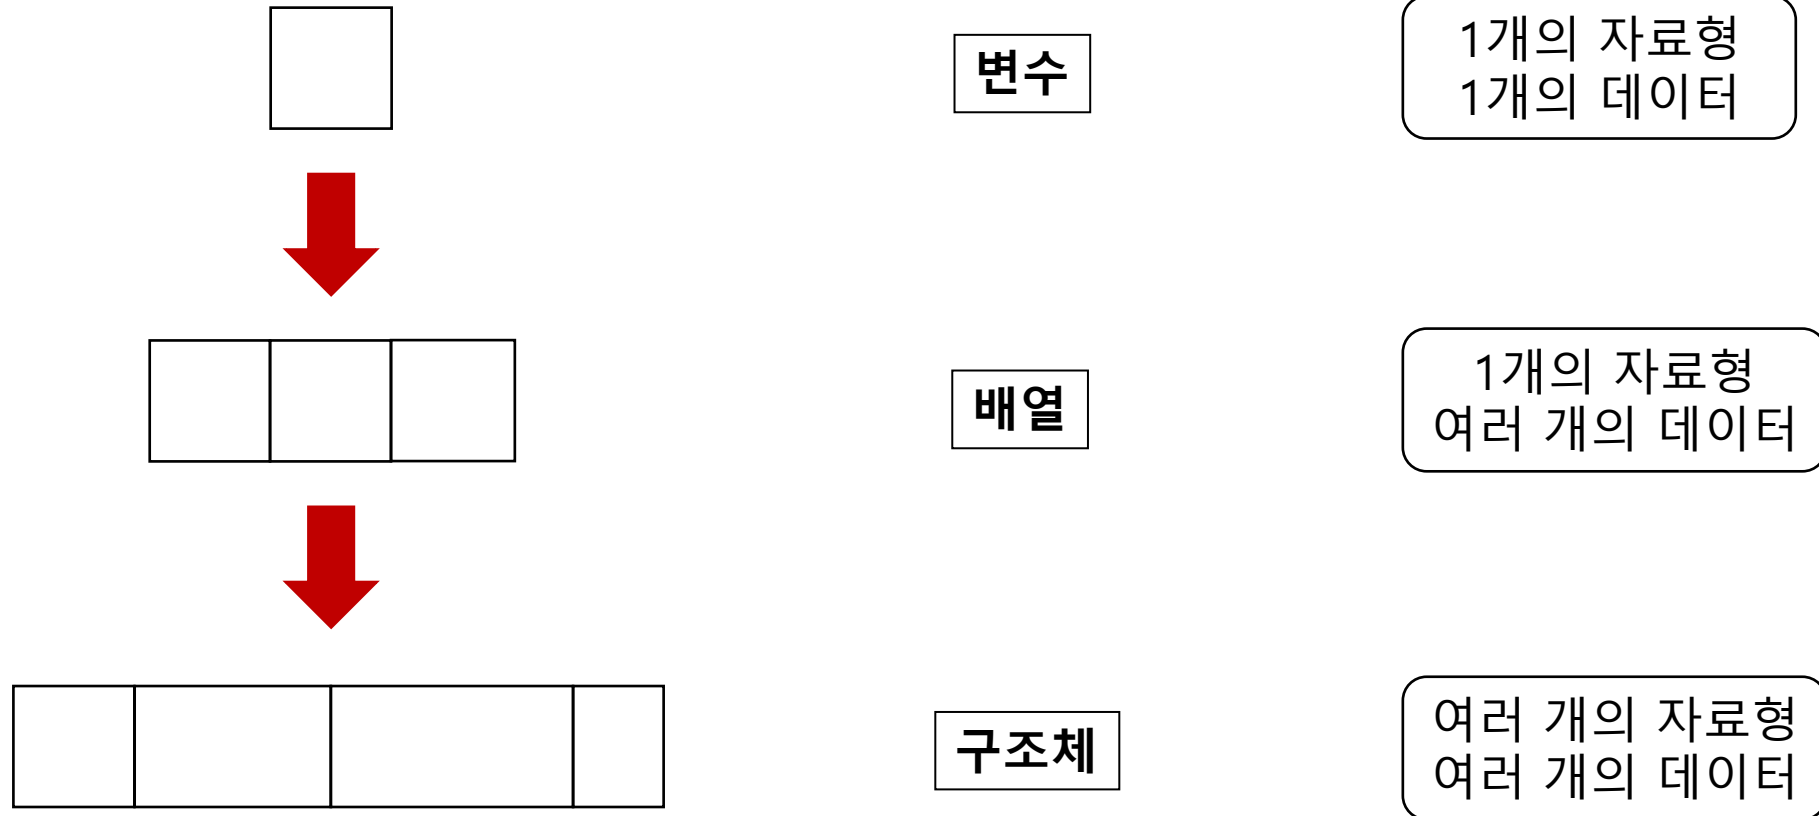 변수
1개의 자료형
1개의 데이터
배열
1개의 자료형
여러 개의 데이터
구조체
여러 개의 자료형
여러 개의 데이터